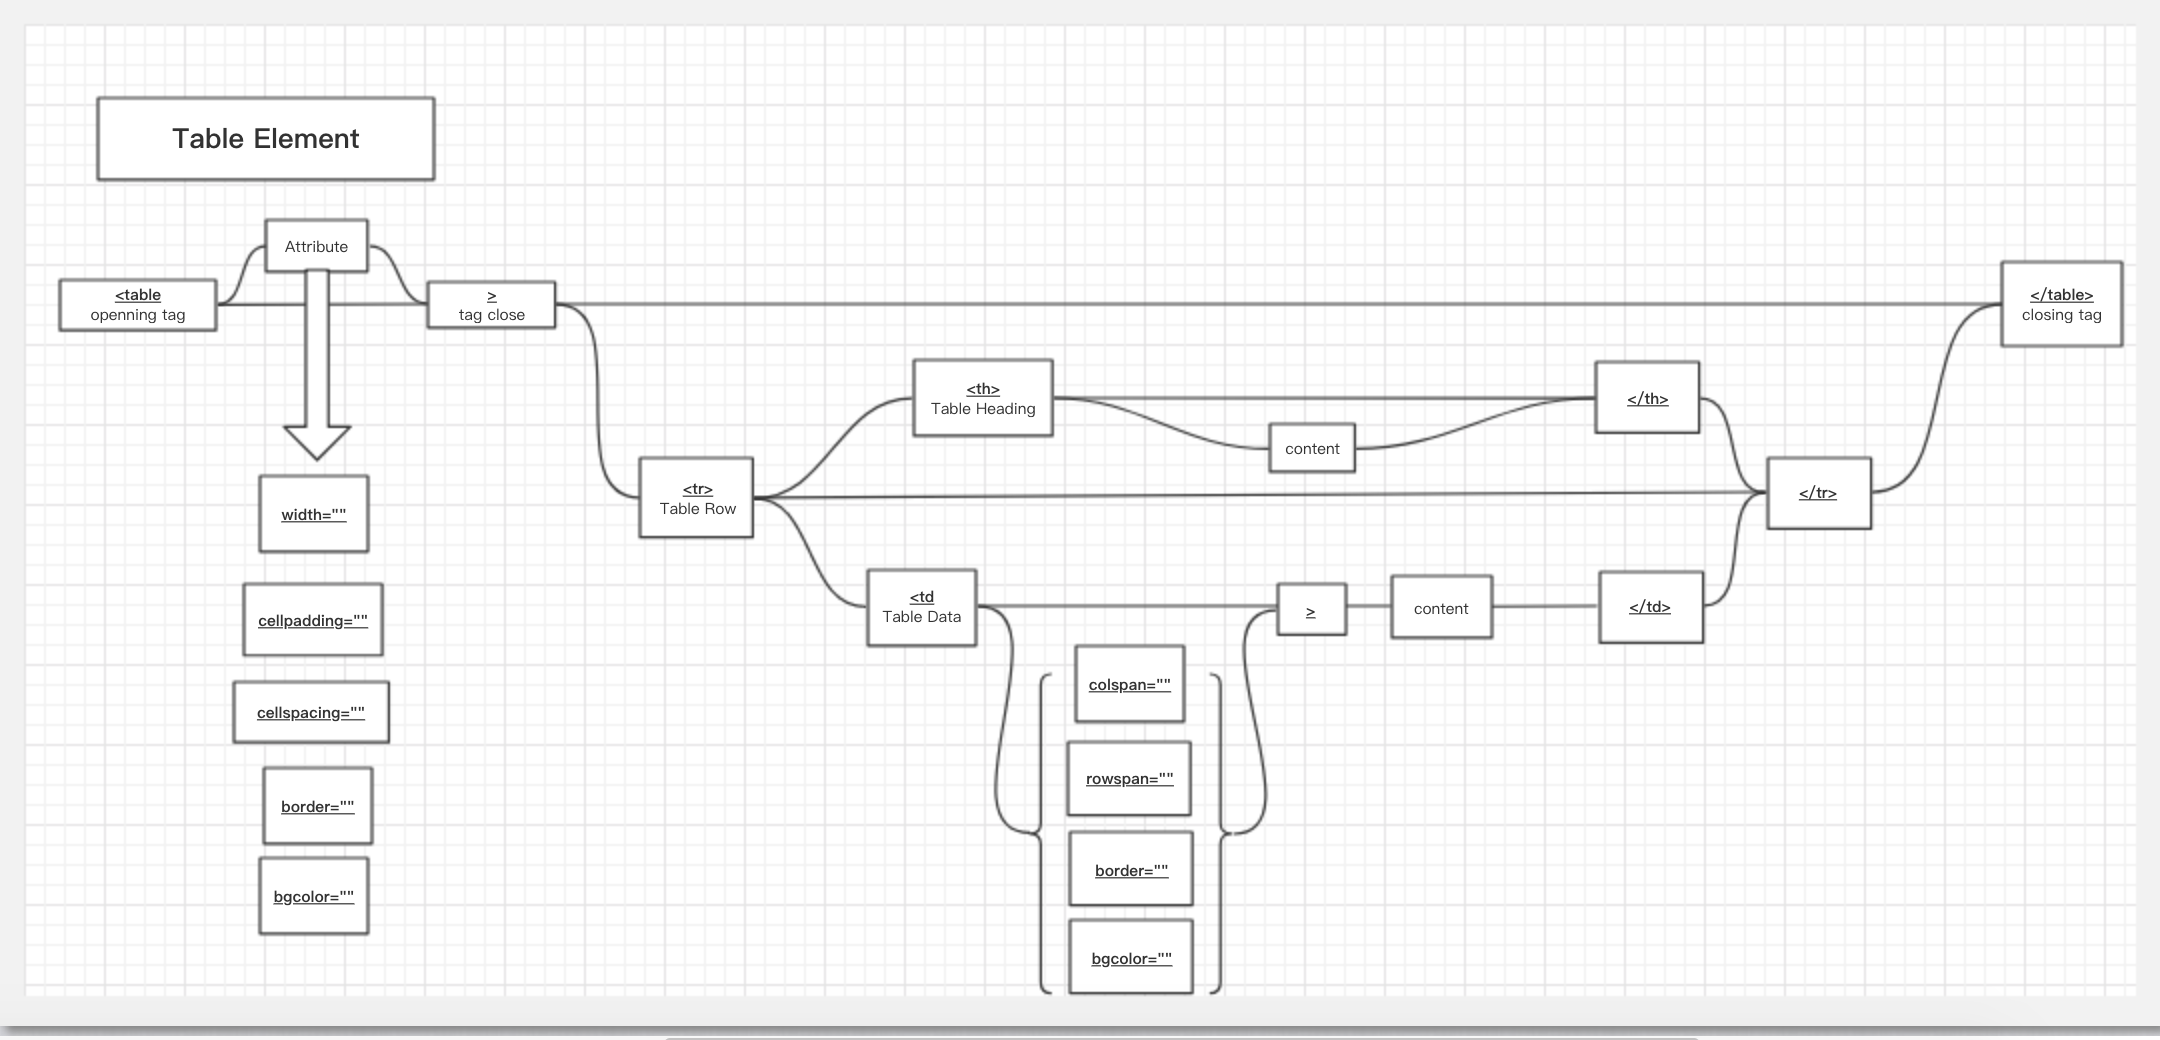 Table Element
Attribute
<table
openning tag
>
tag close
</table>
closing tag
<th>
Table Heading
</th>
content
<tr>
Table Row
</tr>
width=""
cellpadding=""
cellspacing=""
border=""
bgcolor=""
<td
Table Data
>
content
</td>
colspan=""
rowspan=""
border=""
bgcolor=""